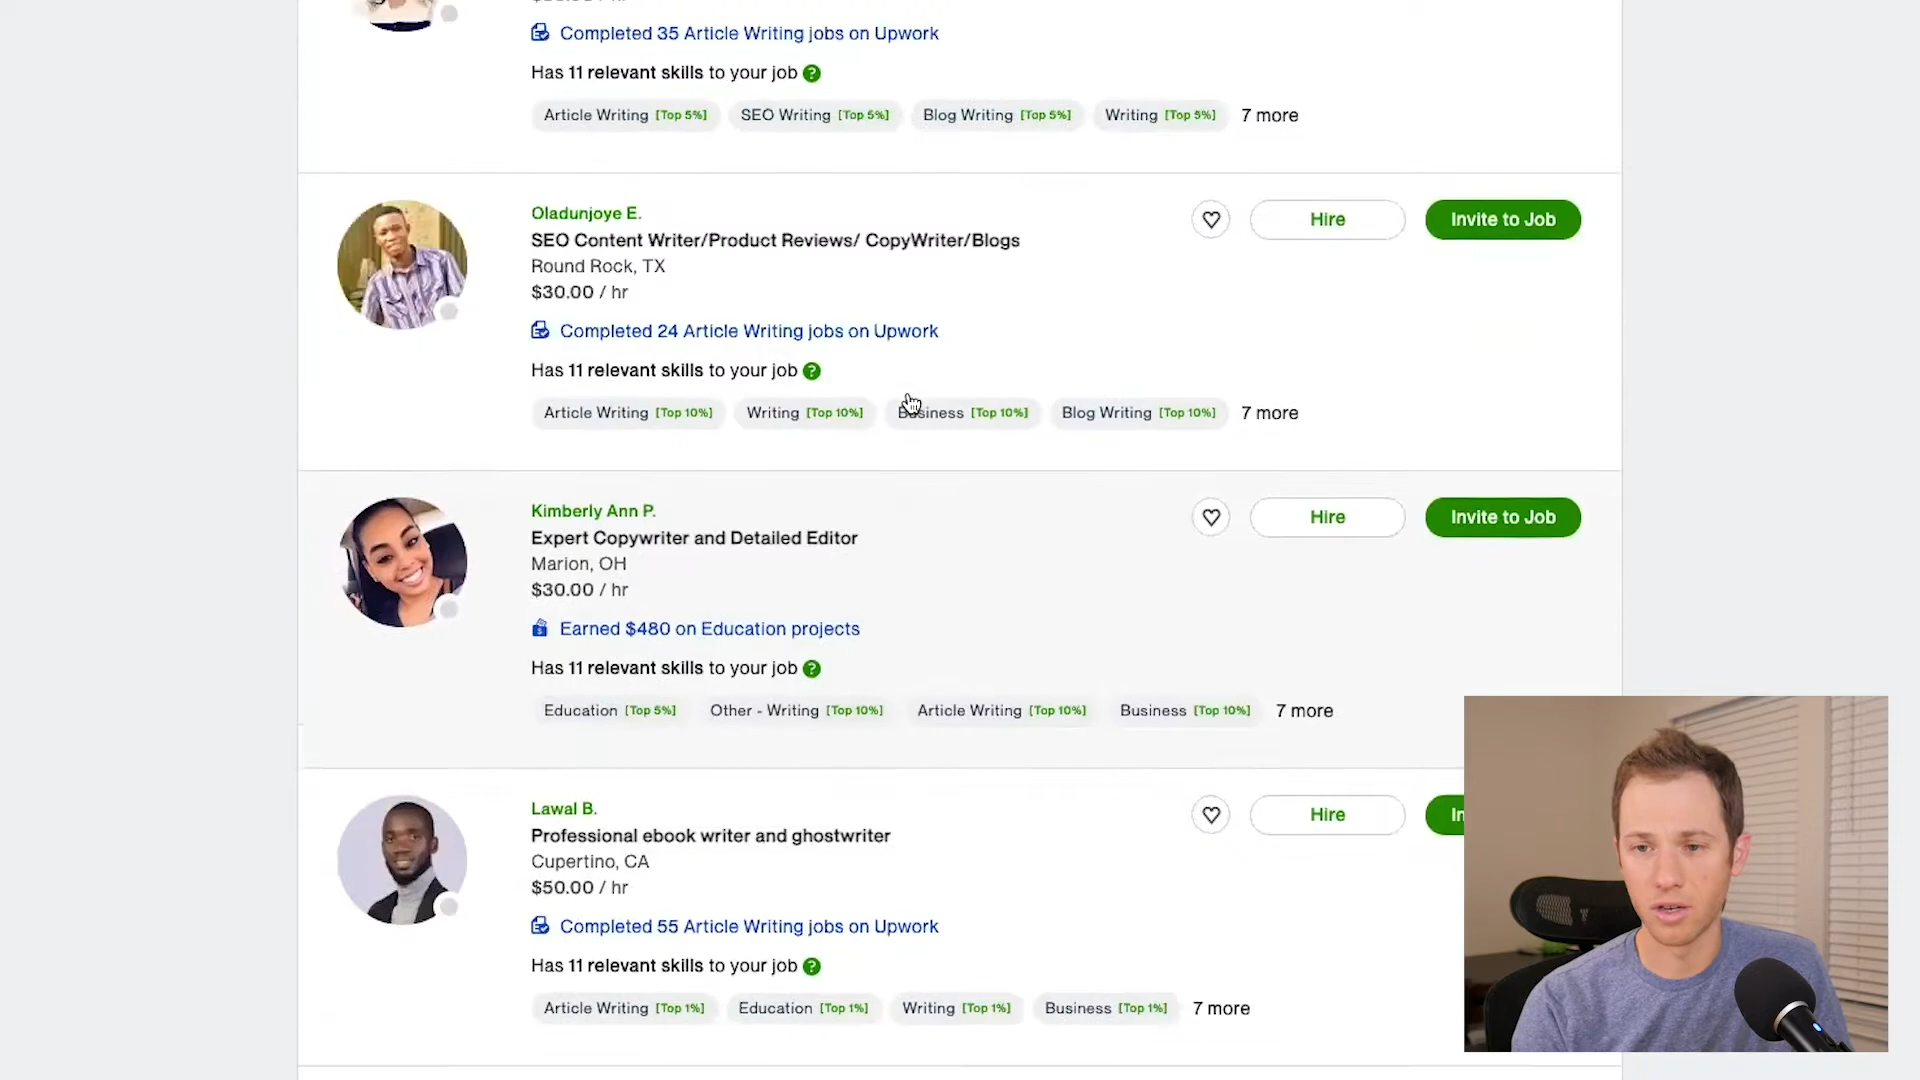 Completed 35 Article Writing jobs on Upwork
Has 11 relevant skills to your job ?
Article Writing [Top 5%] SEO Writing [Top 5%] Blog Writing [Top 5%] Writing [Top 5%] 7 more
Oladunjoye E.
Hire
Invite to Job
SEO Content Writer/Product Reviews/ CopyWriter/Blogs
Round Rock, TX
$30.00 / hr
Completed 24 Article Writing jobs on Upwork
Has 11 relevant skills to your job ?
Article Writing [Top 10%] Writing [Top 10%] Business [Top 10%] Blog Writing [Top 10%] 7 more
Kimberly Ann P.
Hire
Invite to Job
Expert Copywriter and Detailed Editor
Marion, OH
$30.00 / hr
Earned $480 on Education projects
Has 11 relevant skills to your job ?
Education [Top 5%] Other - Writing [Top 10%] Article Writing [Top 10%] Business [Top 10%] 7 more
Lawal B.
Hire
In
Professional ebook writer and ghostwriter
Cupertino, CA
$50.00 / hr
Completed 55 Article Writing jobs on Upwork
Has 11 relevant skills to your job ?
Article Writing [Top 1%] Education [Top 1%] Writing [Top 1%] Business [Top 1%] 7 more